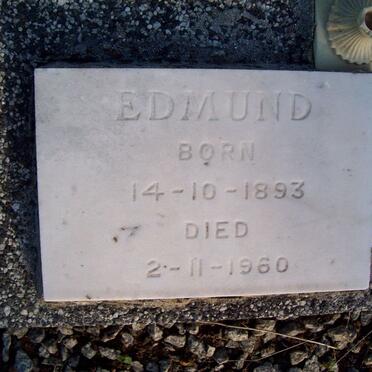 EDMUND
BORN
14-10-1893
DIED
2-11-1960